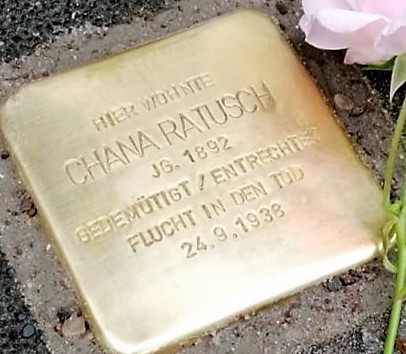 HIER WOHNTE
CHANA RATUSCH
JG. 1892
GEDEMÜTIGT / ENTRECHTET
FLUCHT IN DEN TOD
24.9.1938